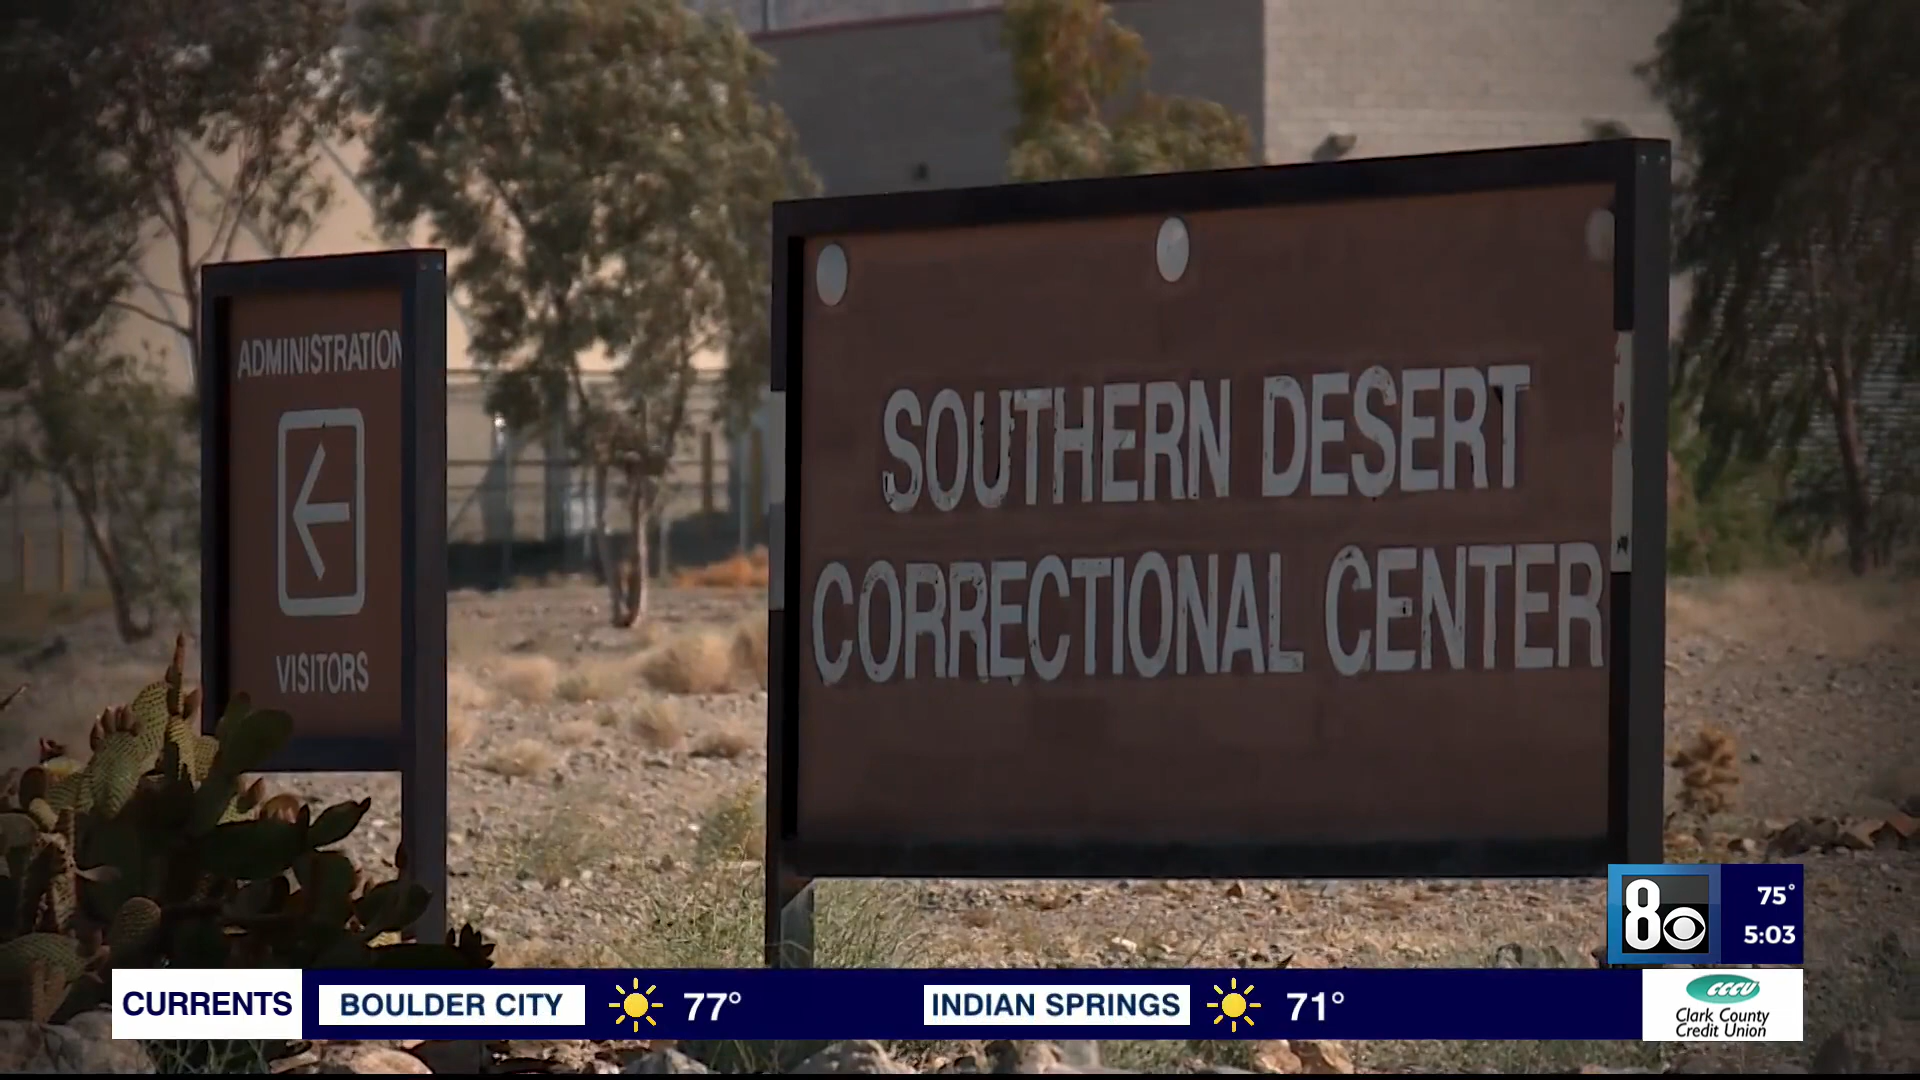 ADMINISTRATION
VISITORS
SOUTHERN DESERT
CORRECTIONAL CENTER
8
75°
5:03
CURRENTS
BOULDER CITY
77°
INDIAN SPRINGS
71°
CCCU
Clark County
Credit Union